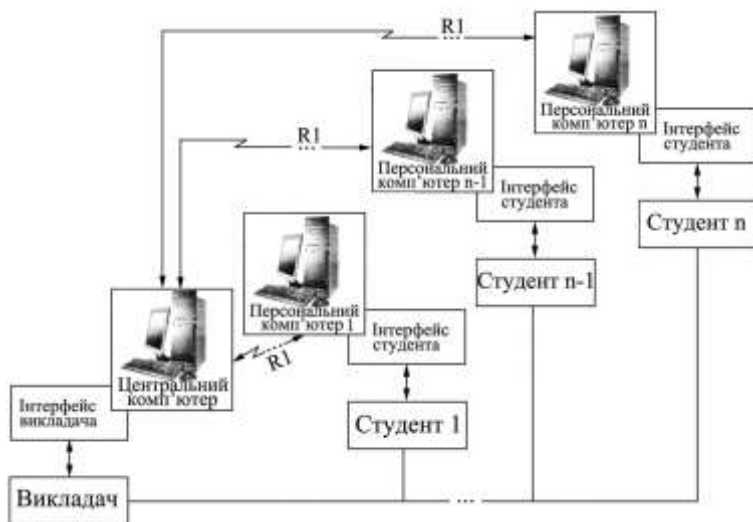 R1
...
Персональний
комп'ютер n
Інтерфейс
студента
Студент n
R1
...
Персональний
комп'ютер n-1
Інтерфейс
студента
Студент n-1
Персональний
комп'ютер 1
R1
Інтерфейс
студента
Студент 1
Центральний
комп'ютер
Інтерфейс
викладача
Викладач
...